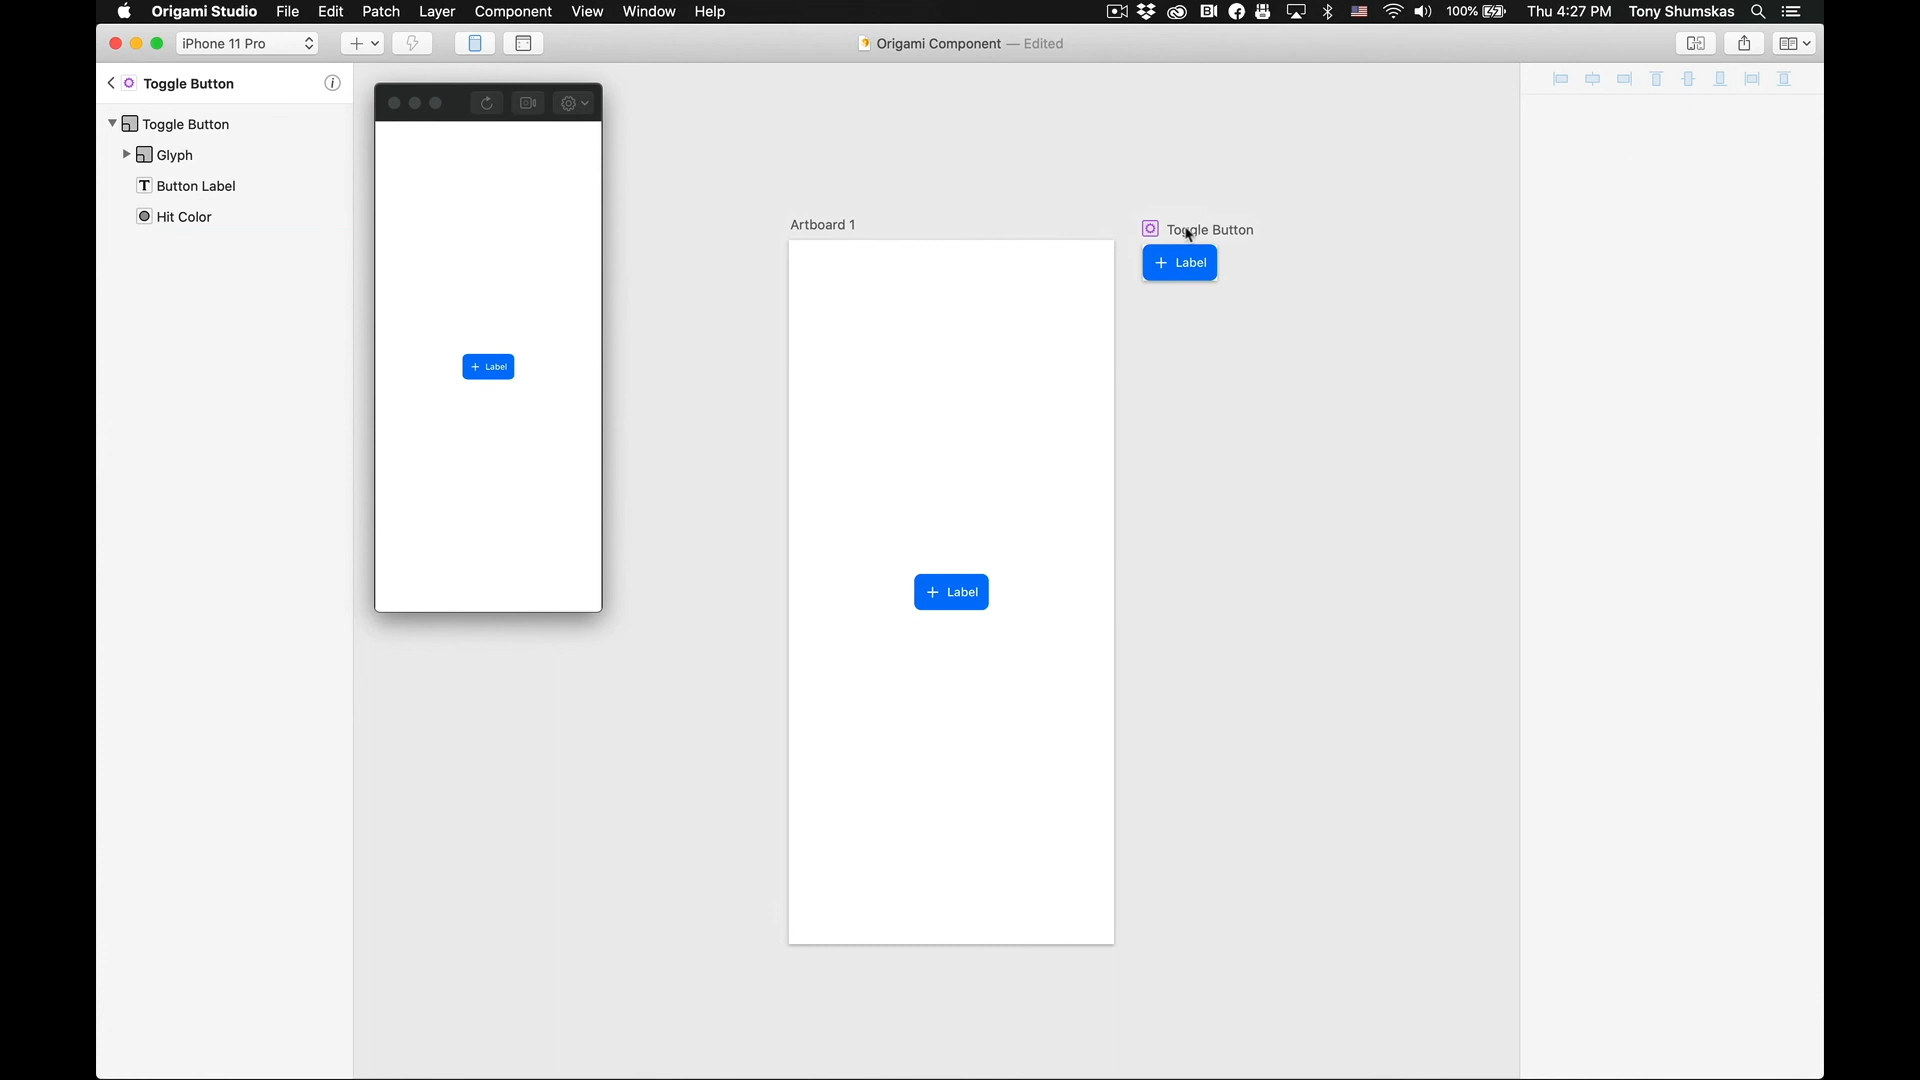 Origami Studio File Edit Patch Layer Component View Window Help 100% Thu 4:27 PM Tony Shumskas
iPhone 11 Pro Origami Component — Edited
Toggle Button
Toggle Button
Glyph
Button Label
Hit Color
Label
Artboard 1
Label
Toggle Button
Label